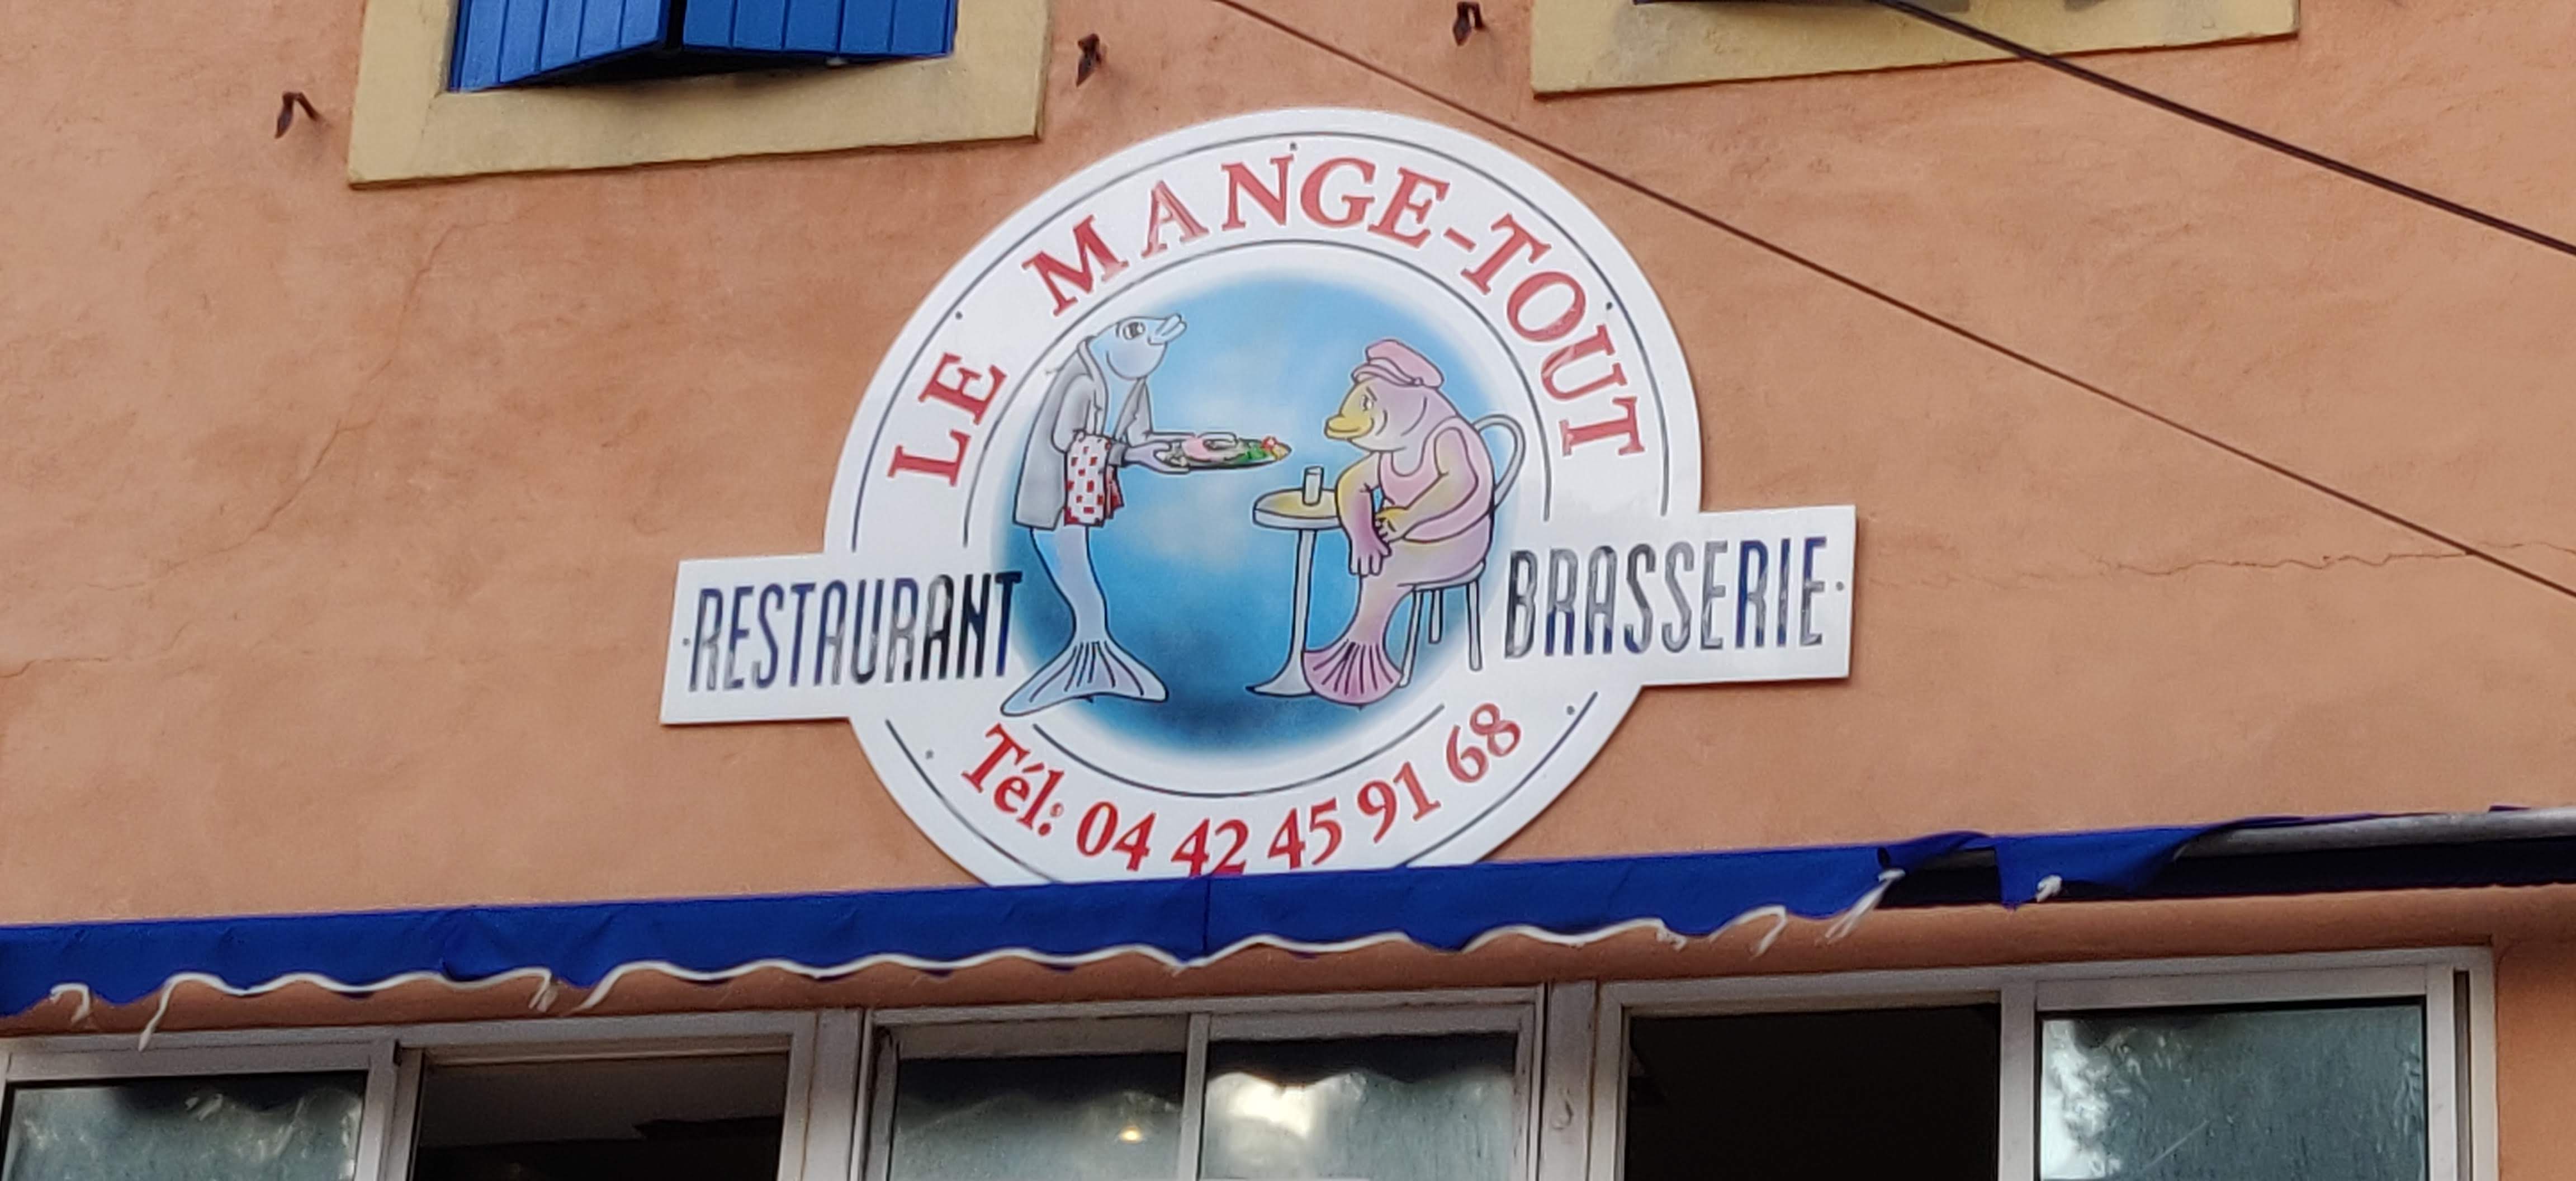 LE MANGE-TOUT
RESTAURANT
BRASSERIE
Tél: 04 42 45 91 68